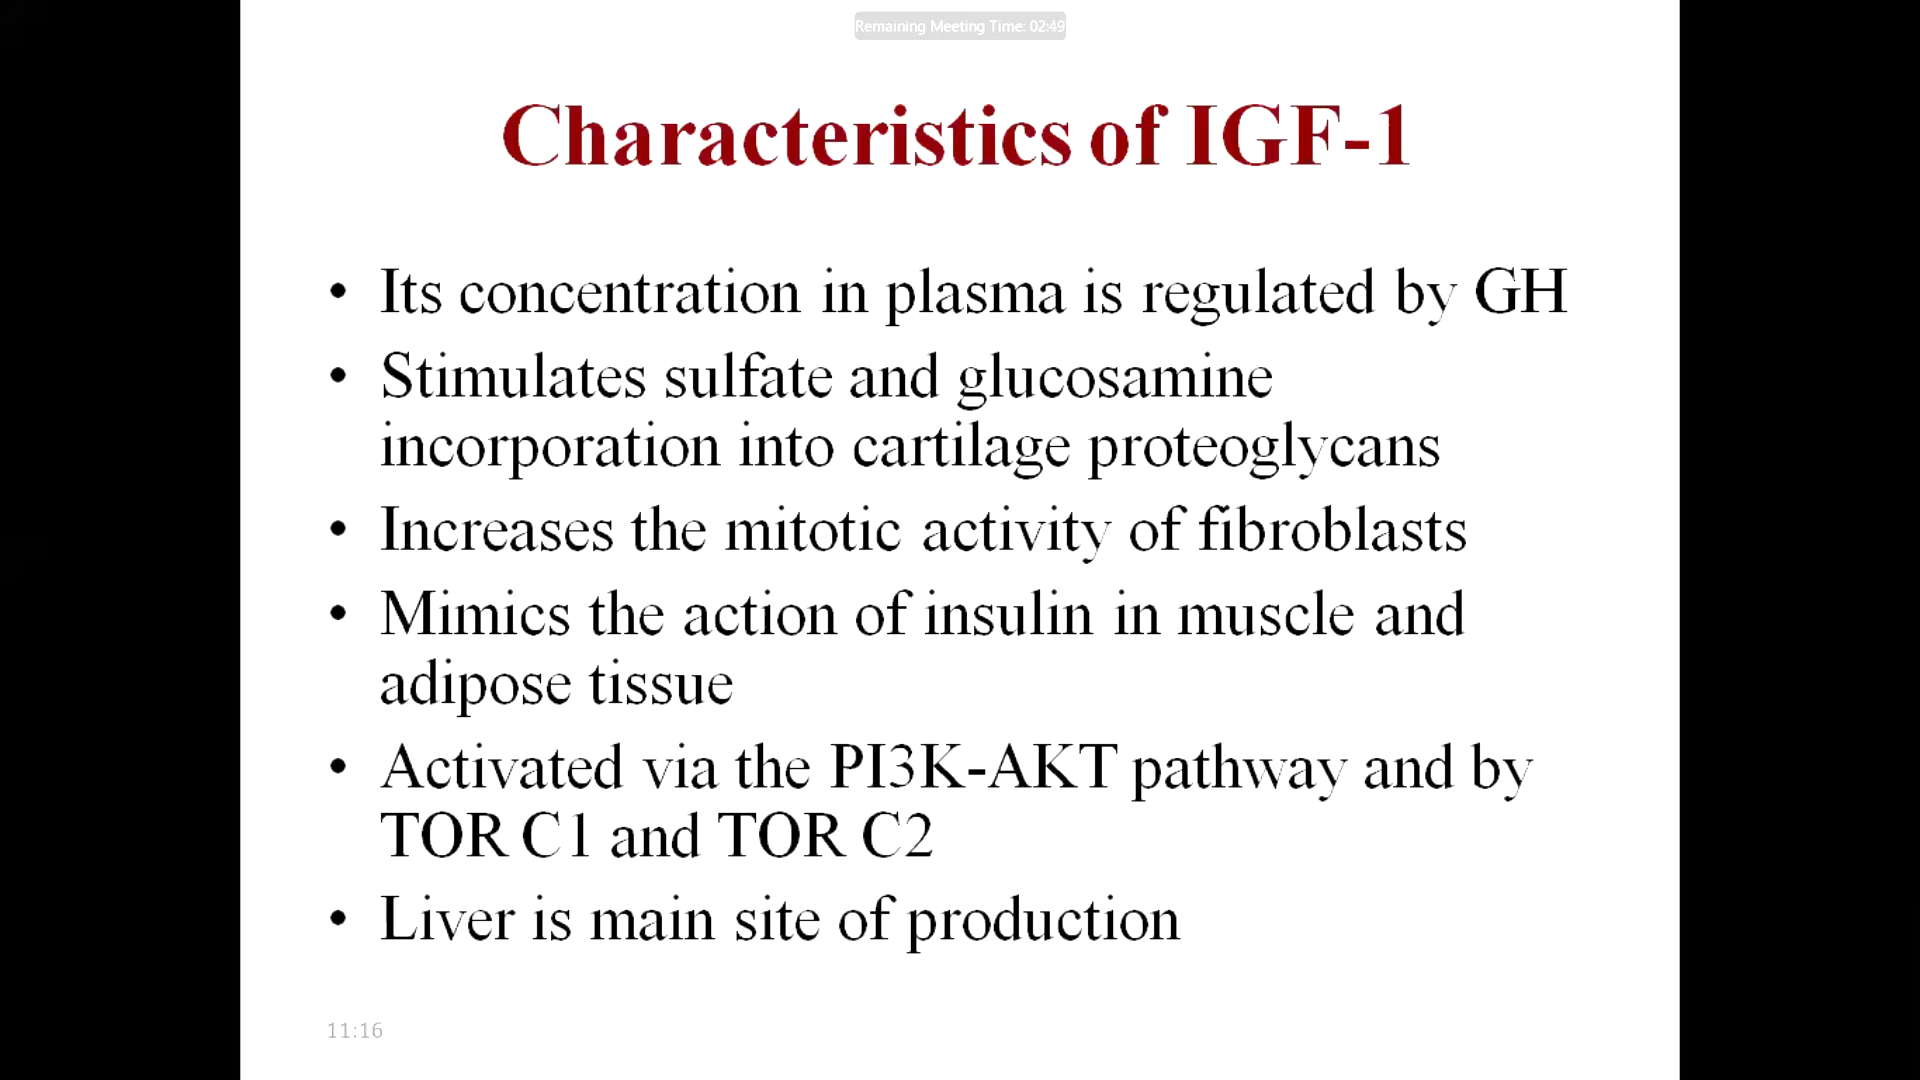 Remaining Meeting Time: 02:49
Characteristics of IGF-1
• Its concentration in plasma is regulated by GH
• Stimulates sulfate and glucosamine
incorporation into cartilage proteoglycans
• Increases the mitotic activity of fibroblasts
• Mimics the action of insulin in muscle and
adipose tissue
• Activated via the PI3K-AKT pathway and by
TOR C1 and TOR C2
• Liver is main site of production
11:16